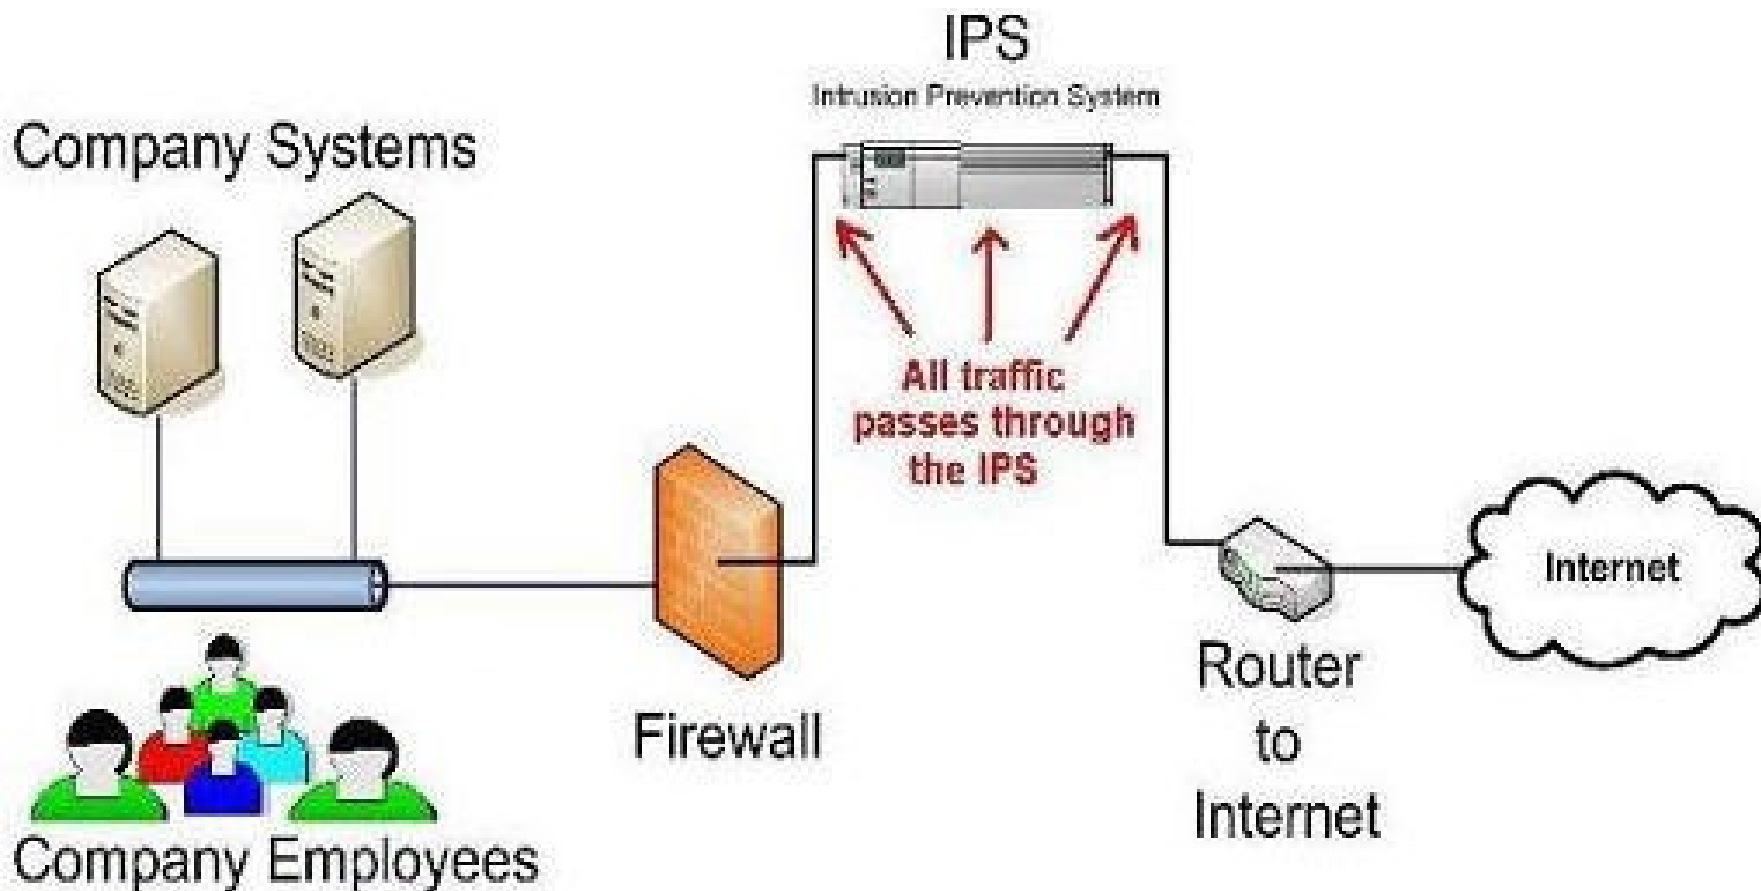 IPS
Intrusion Prevention System
Company Systems
All traffic
passes through
the IPS
Internet
Firewall
Router
to
Internet
Company Employees